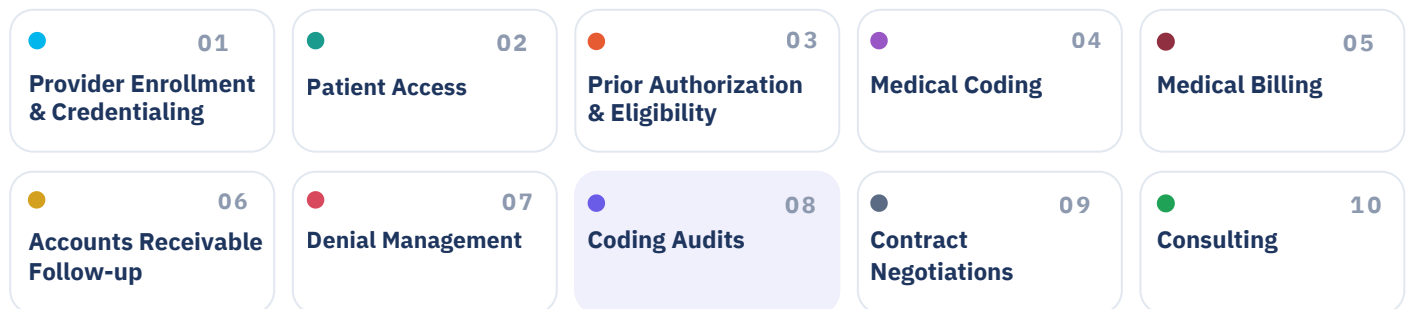 01
Provider Enrollment
& Credentialing
02
Patient Access
03
Prior Authorization
& Eligibility
04
Medical Coding
05
Medical Billing
06
Accounts Receivable
Follow-up
07
Denial Management
08
Coding Audits
09
Contract
Negotiations
10
Consulting